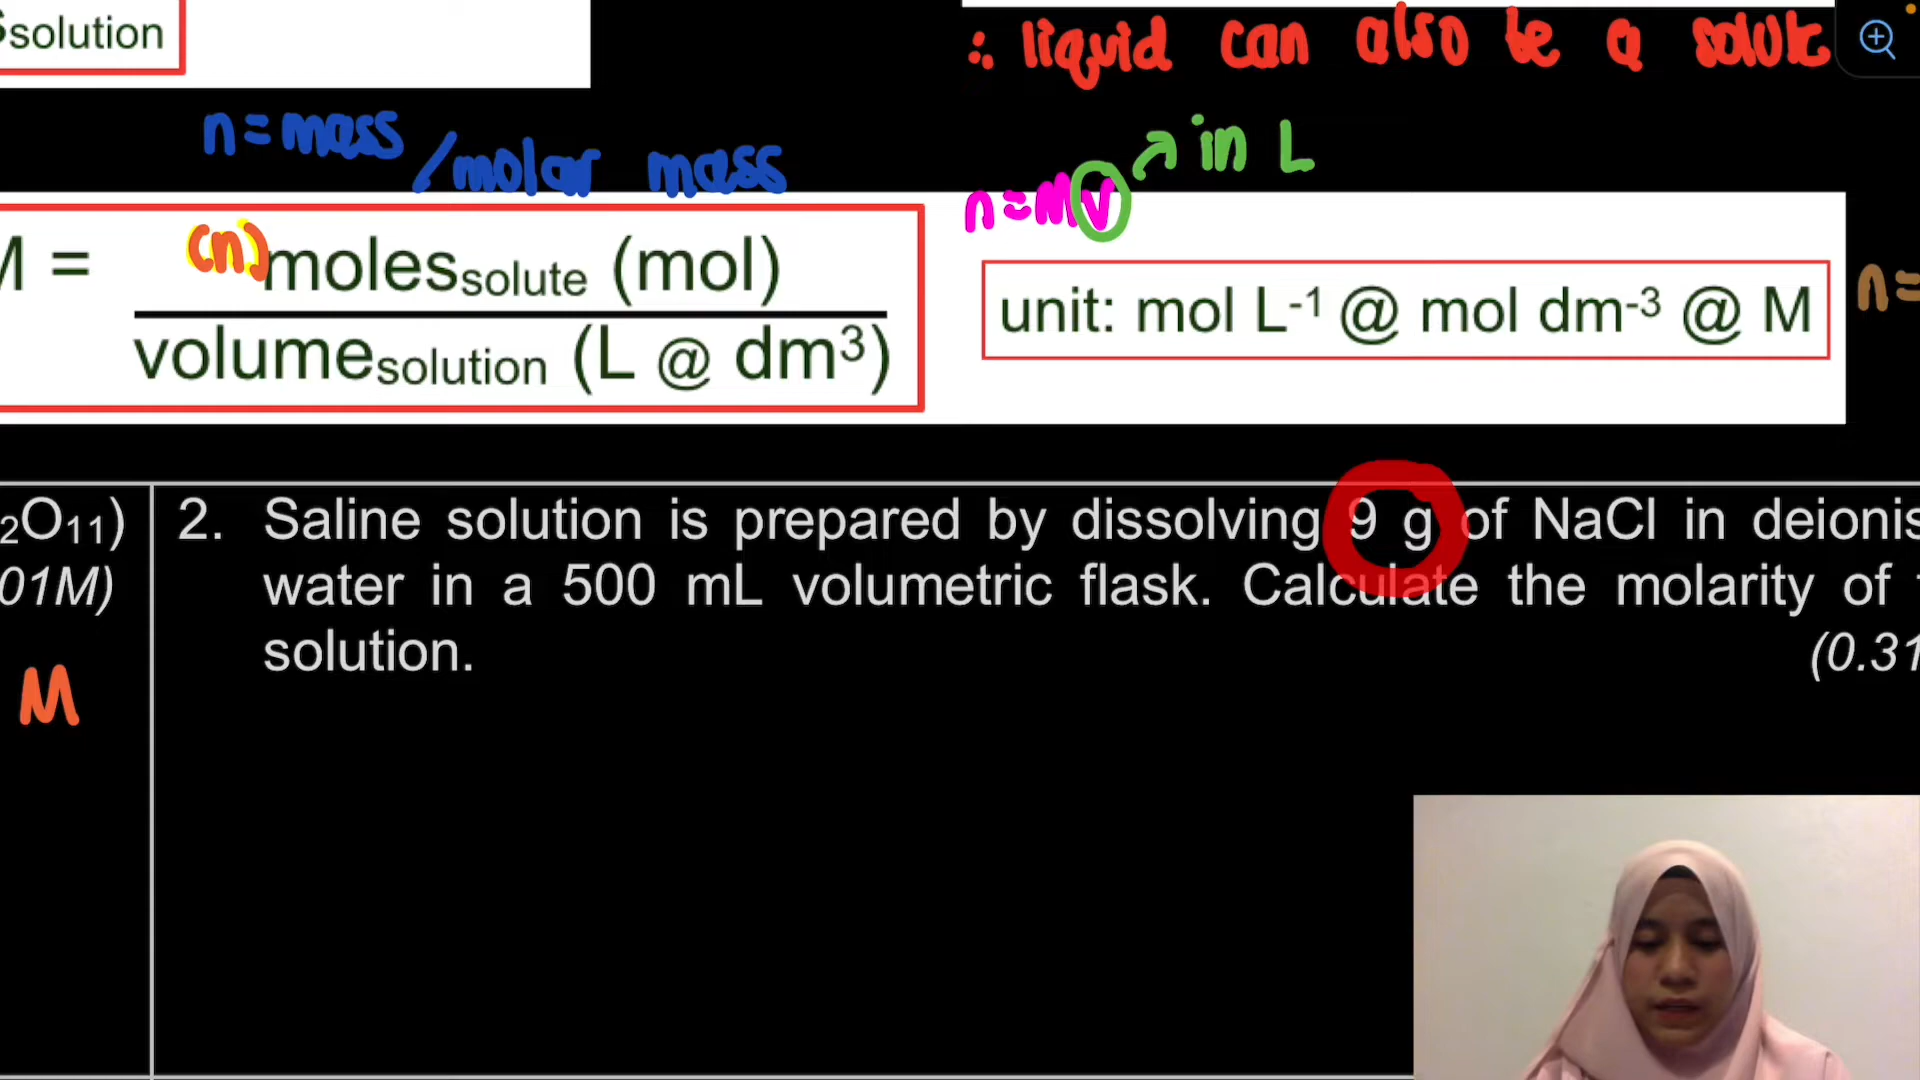 solution
∴ liquid can also be a solute
n = mass / molar mass
n = MV → in L
M = (n) moles solute (mol)
volume solution (L @ dm³)
unit: mol L⁻¹ @ mol dm⁻³ @ M
n =
₂O₁₁)
01M)
M
2. Saline solution is prepared by dissolving 9 g of NaCl in deionis
water in a 500 mL volumetric flask. Calculate the molarity of
solution.
(0.31